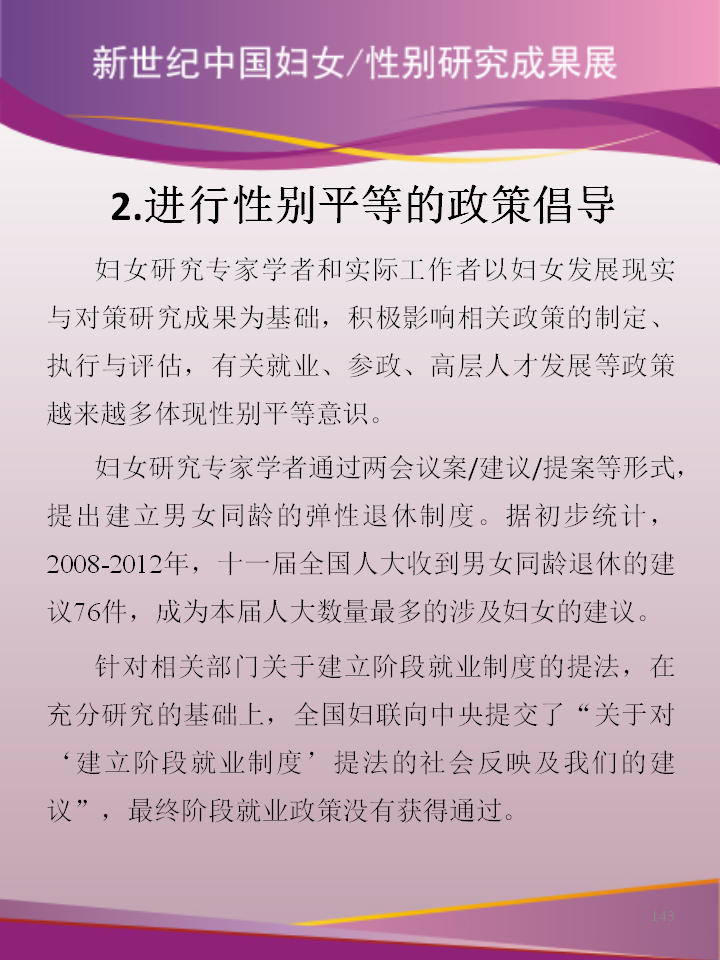 新世纪中国妇女/性别研究成果展
2.进行性别平等的政策倡导
妇女研究专家学者和实际工作者以妇女发展现实
与对策研究成果为基础，积极影响相关政策的制定、
执行与评估，有关就业、参政、高层人才发展等政策
越来越多体现性别平等意识。
妇女研究专家学者通过两会议案/建议/提案等形式，
提出建立男女同龄的弹性退休制度。据初步统计，
2008-2012年，十一届全国人大收到男女同龄退休的建
议76件，成为本届人大数量最多的涉及妇女的建议。
针对相关部门关于建立阶段就业制度的提法，在
充分研究的基础上，全国妇联向中央提交了“关于对
‘建立阶段就业制度’提法的社会反映及我们的建
议”，最终阶段就业政策没有获得通过。
143